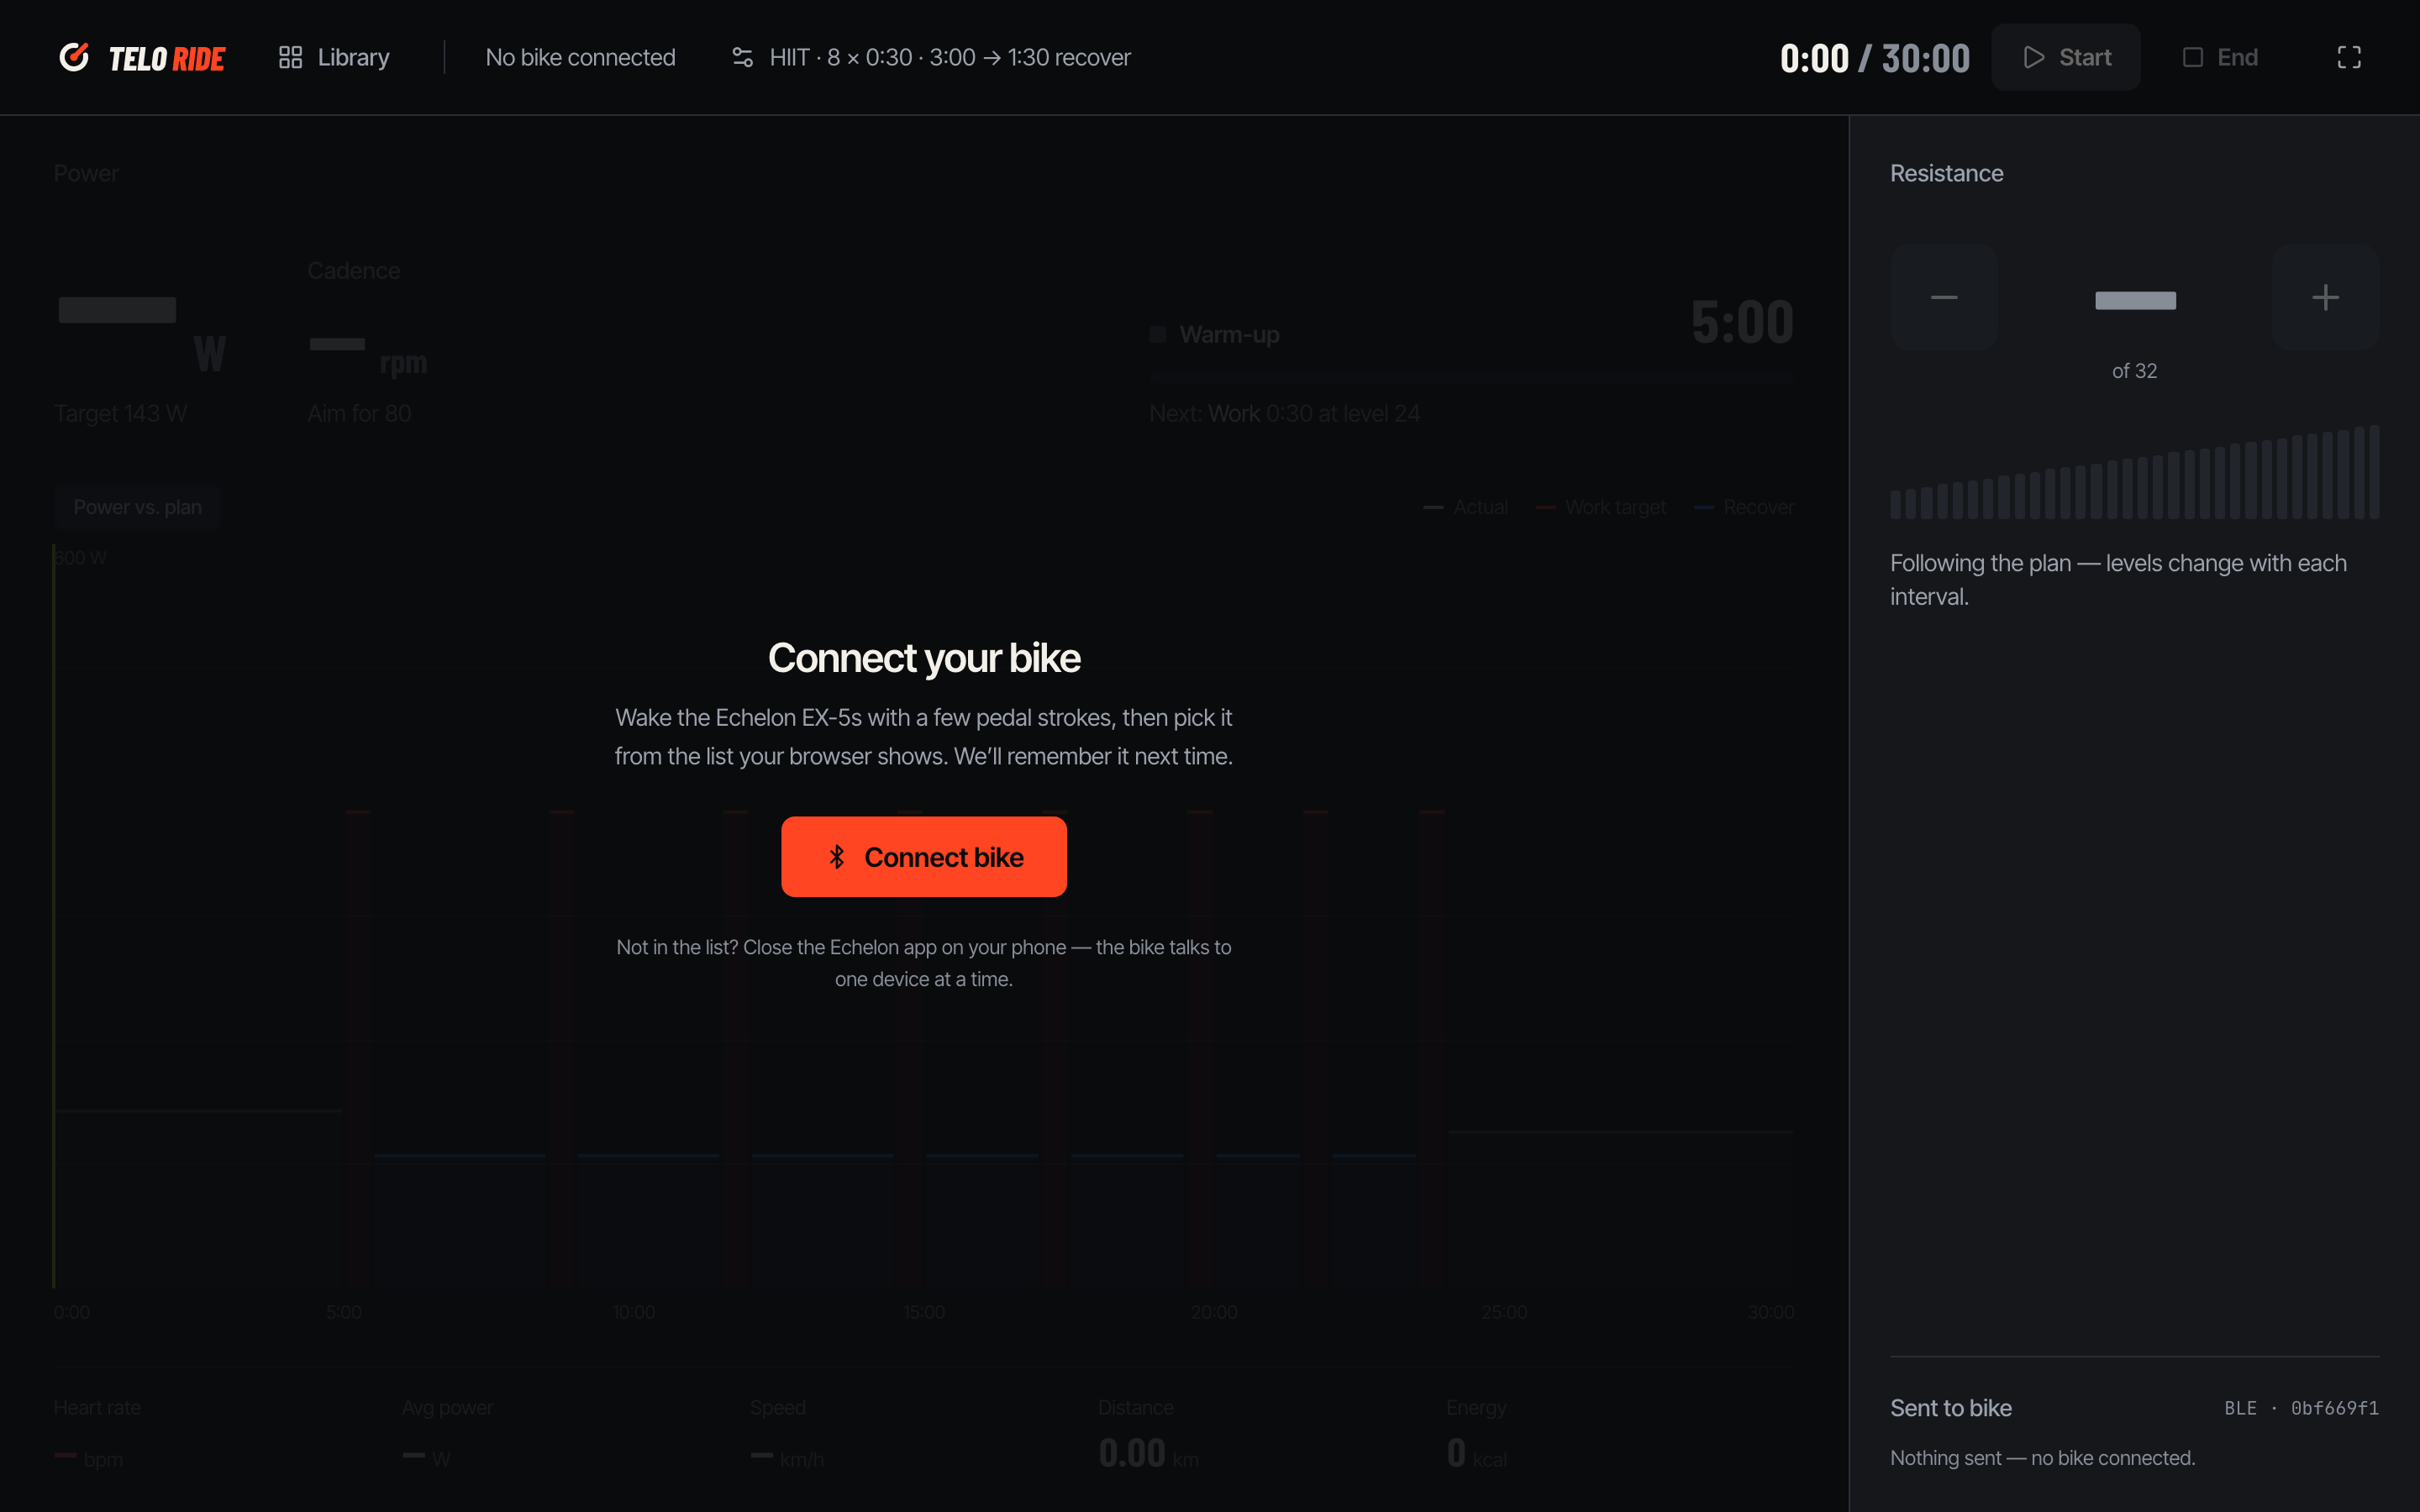 TELO RIDE
Library
No bike connected
HIIT · 8 × 0:30 · 3:00 → 1:30 recover
0:00 / 30:00
Start
End
Power
W
Target 143 W
Cadence
rpm
Aim for 80
Warm-up
5:00
Next: Work 0:30 at level 24
Power vs. plan
Actual
Work target
Recover
600 W
Connect your bike
Wake the Echelon EX-5s with a few pedal strokes, then pick it
from the list your browser shows. We’ll remember it next time.
Connect bike
Not in the list? Close the Echelon app on your phone — the bike talks to
one device at a time.
0:00
5:00
10:00
15:00
20:00
25:00
30:00
Heart rate
— bpm
Avg power
— W
Speed
— km/h
Distance
0.00 km
Energy
0 kcal
Resistance
of 32
Following the plan — levels change with each
interval.
Sent to bike
BLE · 0bf669f1
Nothing sent — no bike connected.